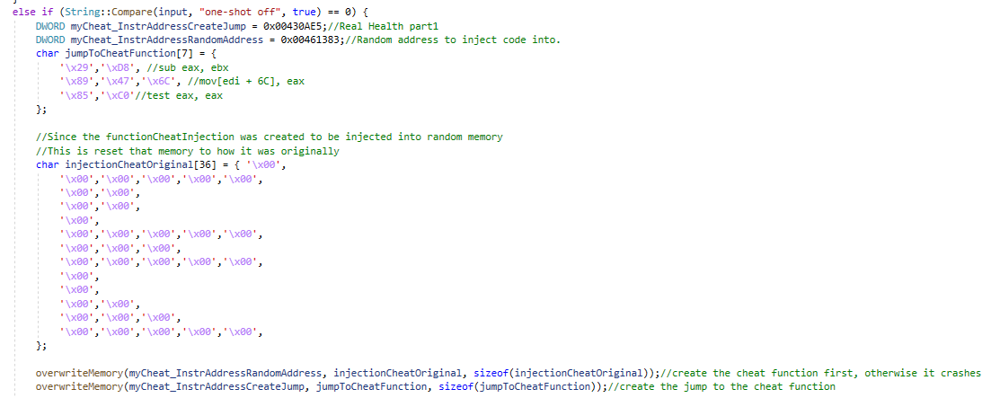 else if (String::Compare(input, "one-shot off", true) == 0) {
DWORD myCheat_InstrAddressCreateJump = 0x00430AE5;//Real Health part1
DWORD myCheat_InstrAddressRandomAddress = 0x00461383;//Random address to inject code into.
char jumpToCheatFunction[7] = {
'\x29','\xD8', //sub eax, ebx
'\x89','\x47','\x6C', //mov[edi + 6C], eax
'\x85','\xC0'//test eax, eax
};
//Since the functionCheatInjection was created to be injected into random memory
//This is reset that memory to how it was originally
char injectionCheatOriginal[36] = { '\x00',
'\x00','\x00','\x00','\x00','\x00',
'\x00','\x00',
'\x00','\x00',
'\x00',
'\x00','\x00','\x00','\x00','\x00',
'\x00','\x00','\x00',
'\x00','\x00','\x00','\x00','\x00',
'\x00',
'\x00',
'\x00','\x00',
'\x00','\x00','\x00',
'\x00','\x00','\x00','\x00','\x00',
};
overwriteMemory(myCheat_InstrAddressRandomAddress, injectionCheatOriginal, sizeof(injectionCheatOriginal));//create the cheat function first, otherwise it crashes
overwriteMemory(myCheat_InstrAddressCreateJump, jumpToCheatFunction, sizeof(jumpToCheatFunction));//create the jump to the cheat function